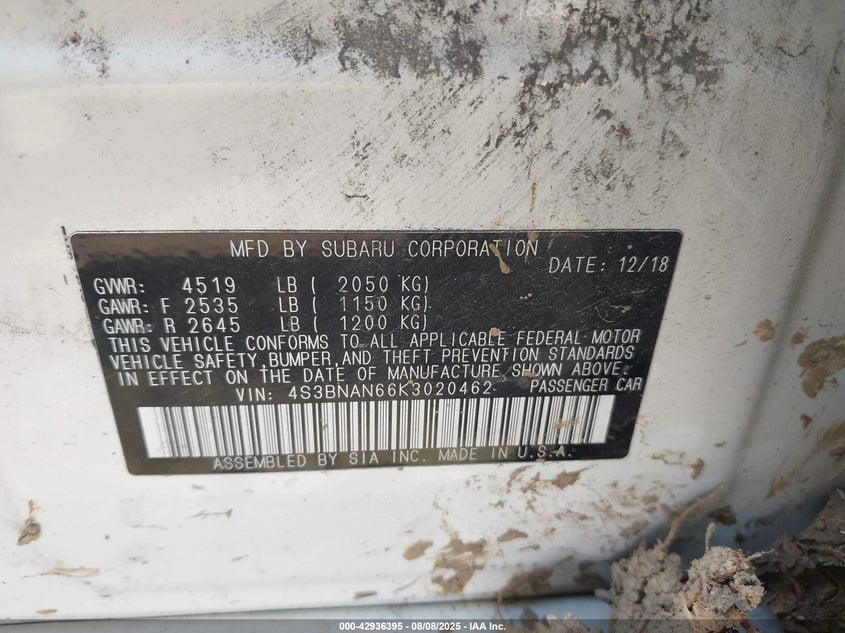 MFD BY SUBARU CORPORATION
DATE: 12/18
GVWR: 4519 LB ( 2050 KG)
GAWR: F 2535 LB ( 1150 KG)
GAWR: R 2645 LB ( 1200 KG)
THIS VEHICLE CONFORMS TO ALL APPLICABLE FEDERAL MOTOR
VEHICLE SAFETY,BUMPER,AND THEFT PREVENTION STANDARDS
IN EFFECT ON THE DATE OF MANUFACTURE SHOWN ABOVE.
VIN: 4S3BNAN66K3020462 PASSENGER CAR
ASSEMBLED BY SIA INC. MADE IN U.S.A.
000-42936395 - 08/08/2025 - IAA Inc.